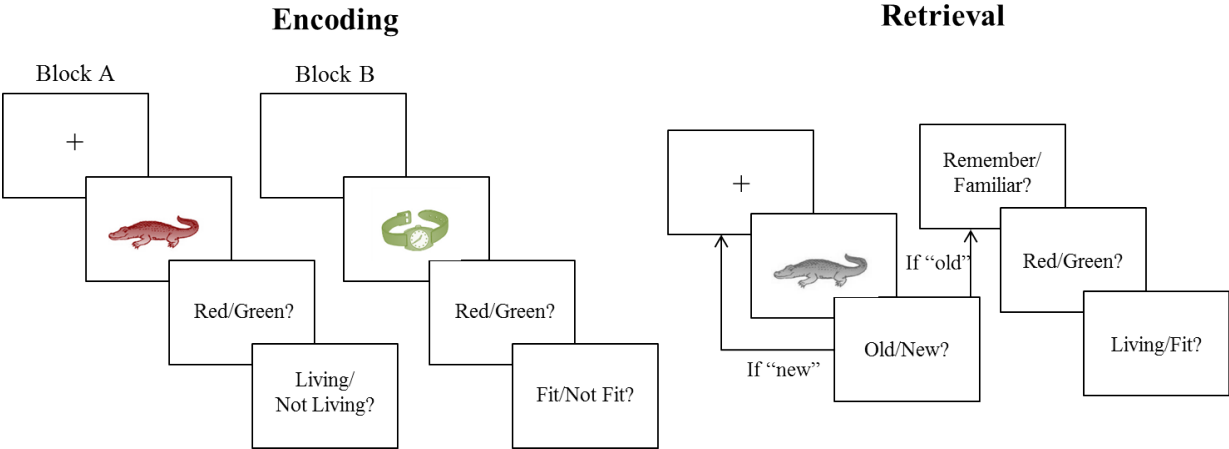 Encoding
Retrieval
Block A
Block B
+
Red/Green?
Living/
Not Living?
Red/Green?
Fit/Not Fit?
+
Old/New?
If “new”
If “old”
Remember/
Familiar?
Red/Green?
Living/Fit?